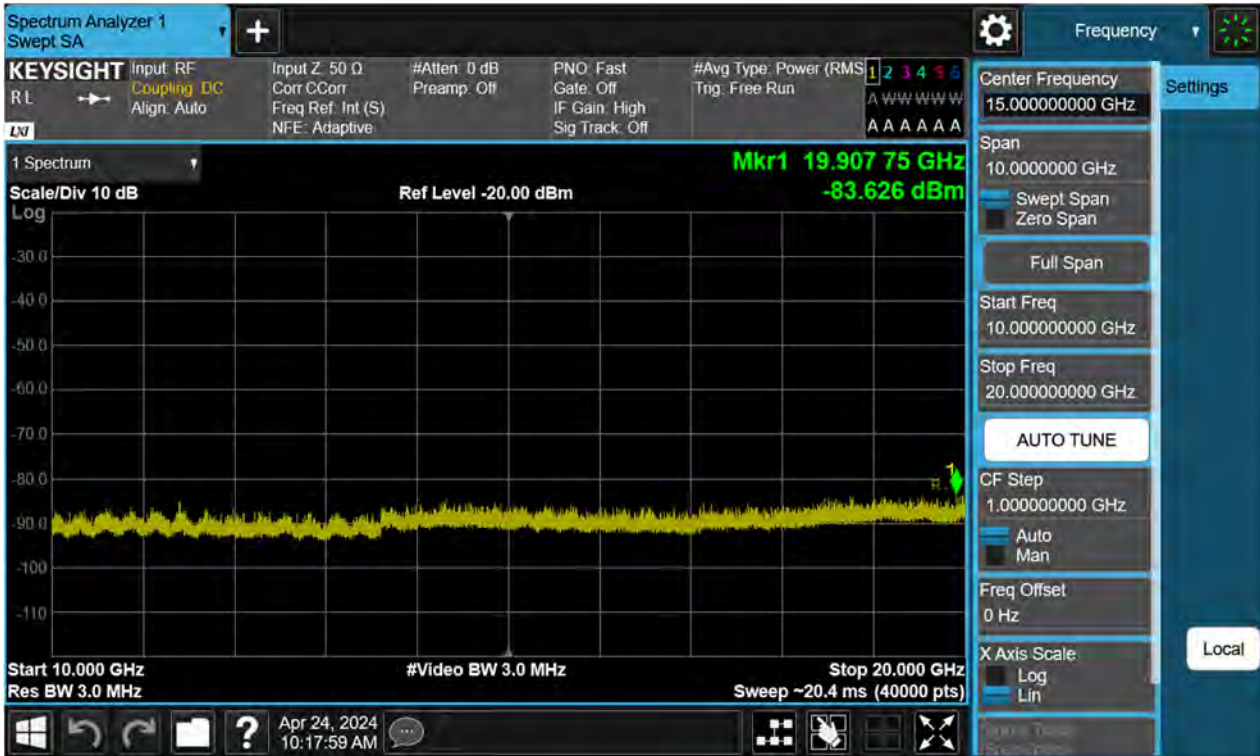 Spectrum Analyzer 1
Swept SA
Frequency
KEYSIGHT
RL
LXI
Input: RF
Coupling: DC
Align: Auto
Input Z: 50 Ω
Corr CCorr
Freq Ref: Int (S)
NFE: Adaptive
#Atten: 0 dB
Preamp: Off
PNO: Fast
Gate: Off
IF Gain: High
Sig Track: Off
#Avg Type: Power (RMS
Trig: Free Run
1 2 3 4 5 6
A W W W W W
A A A A A A
1 Spectrum
Scale/Div 10 dB
Ref Level -20.00 dBm
Mkr1 19.907 75 GHz
-83.626 dBm
Log
-30.0
-40.0
-50.0
-60.0
-70.0
-80.0
-90.0
-100
-110
1
Start 10.000 GHz
#Video BW 3.0 MHz
Stop 20.000 GHz
Res BW 3.0 MHz
Sweep ~20.4 ms (40000 pts)
?
Apr 24, 2024
10:17:59 AM
Center Frequency
15.000000000 GHz
Settings
Span
10.0000000 GHz
Swept Span
Zero Span
Full Span
Start Freq
10.000000000 GHz
Stop Freq
20.000000000 GHz
AUTO TUNE
CF Step
1.000000000 GHz
Auto
Man
Freq Offset
0 Hz
X Axis Scale
Log
Lin
Local